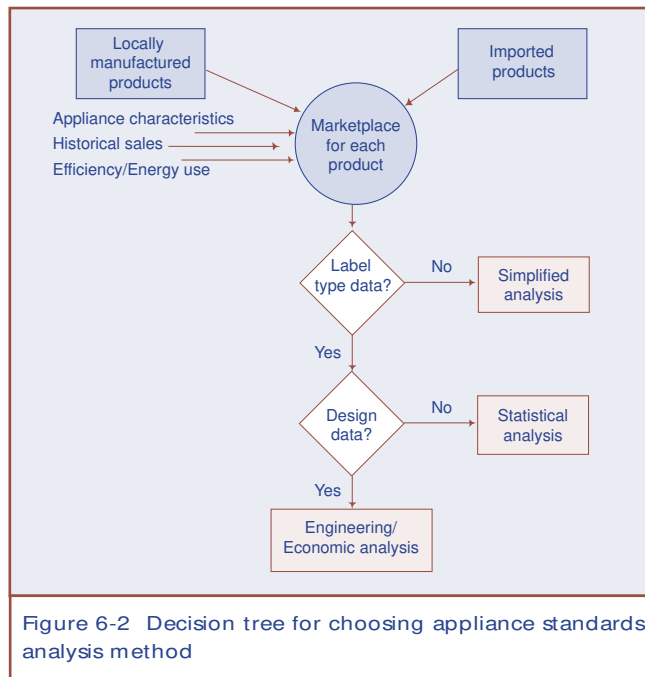 Locally
manufactured
products
Imported
products
Appliance characteristics
Historical sales
Efficiency/Energy use
Marketplace
for each
product
Label
type data?
No
Simplified
analysis
Yes
Design
data?
No
Statistical
analysis
Yes
Engineering/
Economic analysis
Figure 6-2 Decision tree for choosing appliance standards
analysis method